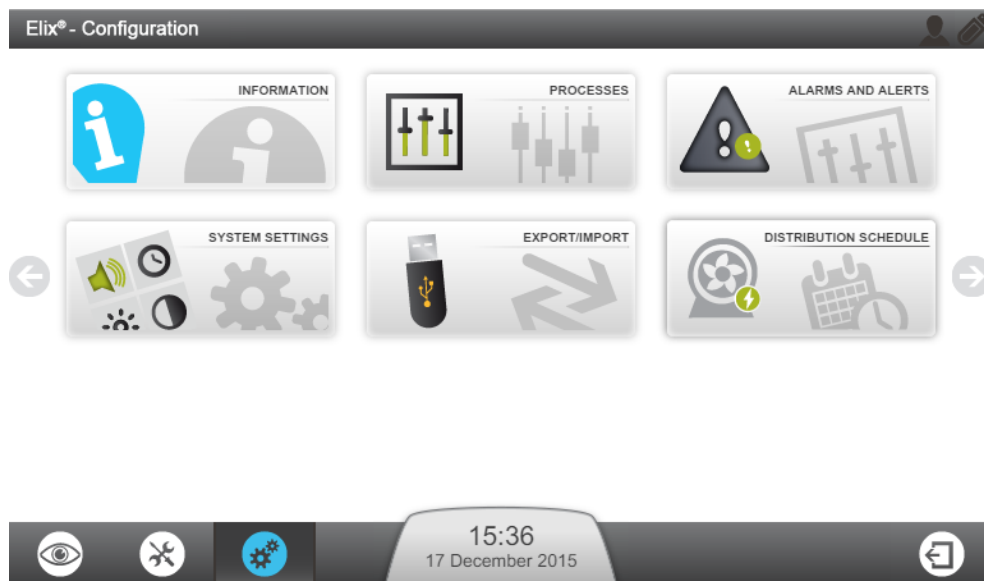 Elix® - Configuration
INFORMATION
PROCESSES
ALARMS AND ALERTS
SYSTEM SETTINGS
EXPORT/IMPORT
DISTRIBUTION SCHEDULE
15:36
17 December 2015